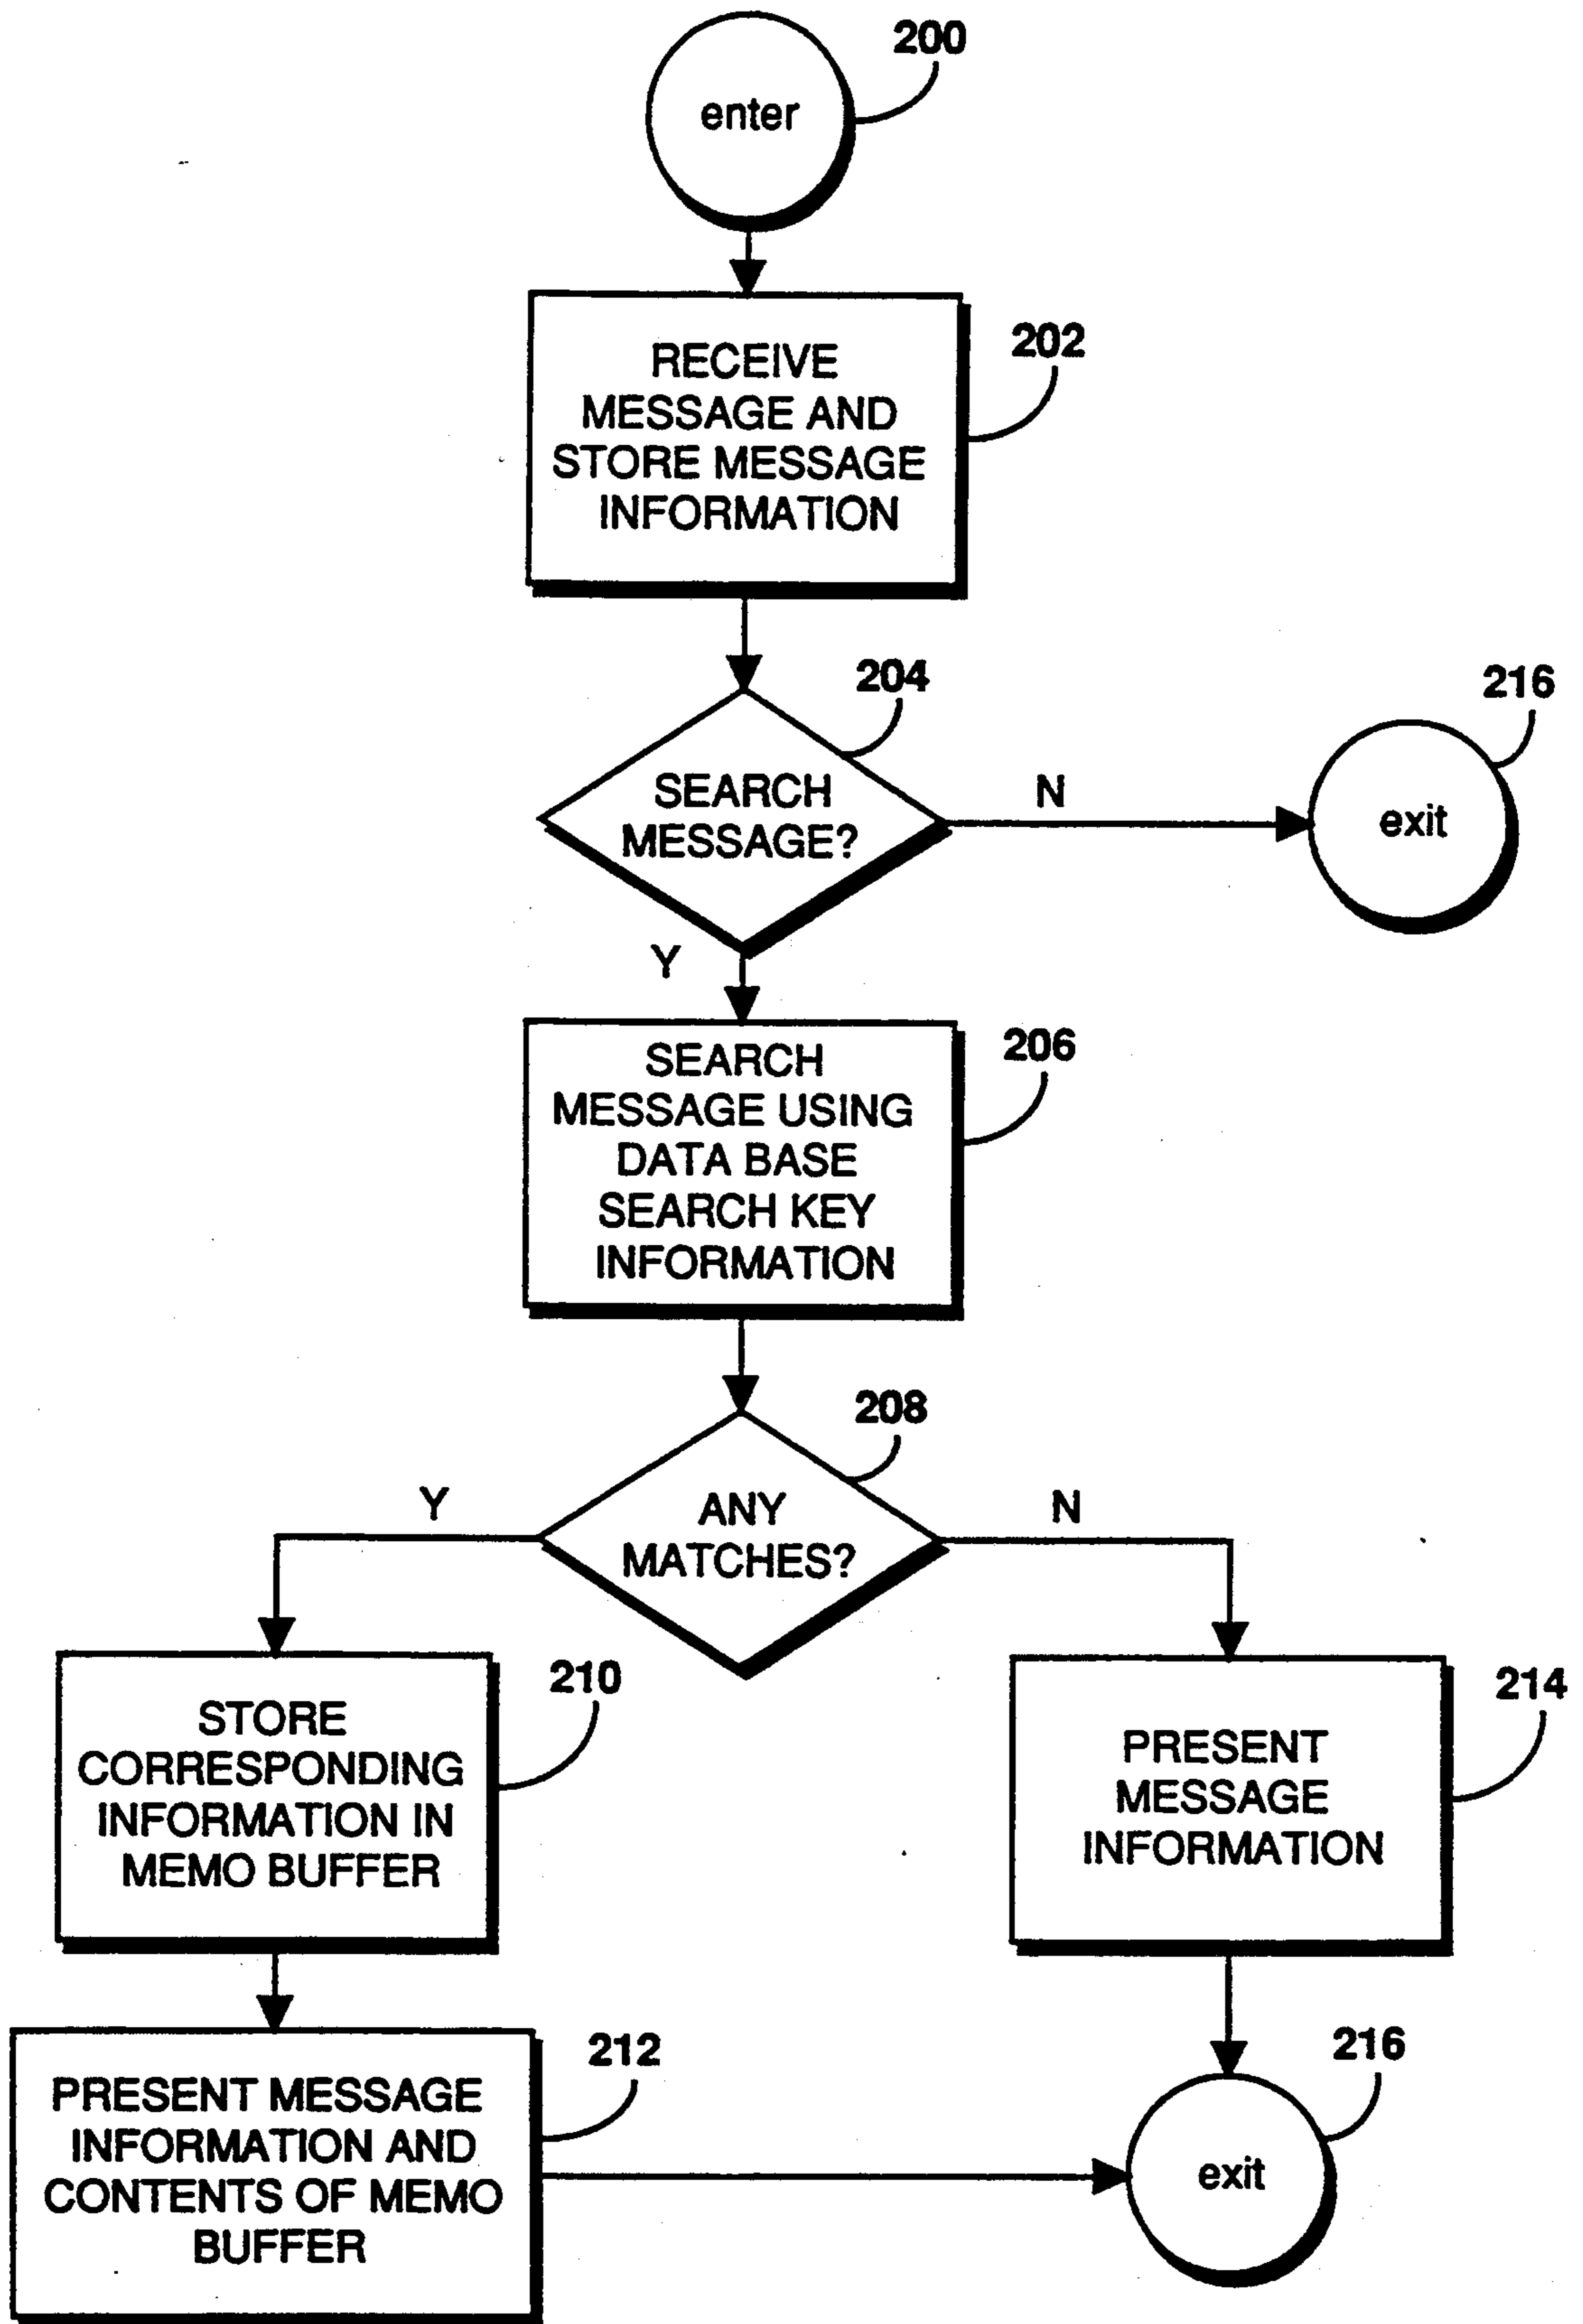 200
enter
202
RECEIVE
MESSAGE AND
STORE MESSAGE
INFORMATION
204
216
SEARCH
MESSAGE?
N
exit
Y
206
SEARCH
MESSAGE USING
DATA BASE
SEARCH KEY
INFORMATION
208
Y
ANY
MATCHES?
N
210
STORE
CORRESPONDING
INFORMATION IN
MEMO BUFFER
214
PRESENT
MESSAGE
INFORMATION
212
PRESENT MESSAGE
INFORMATION AND
CONTENTS OF MEMO
BUFFER
216
exit